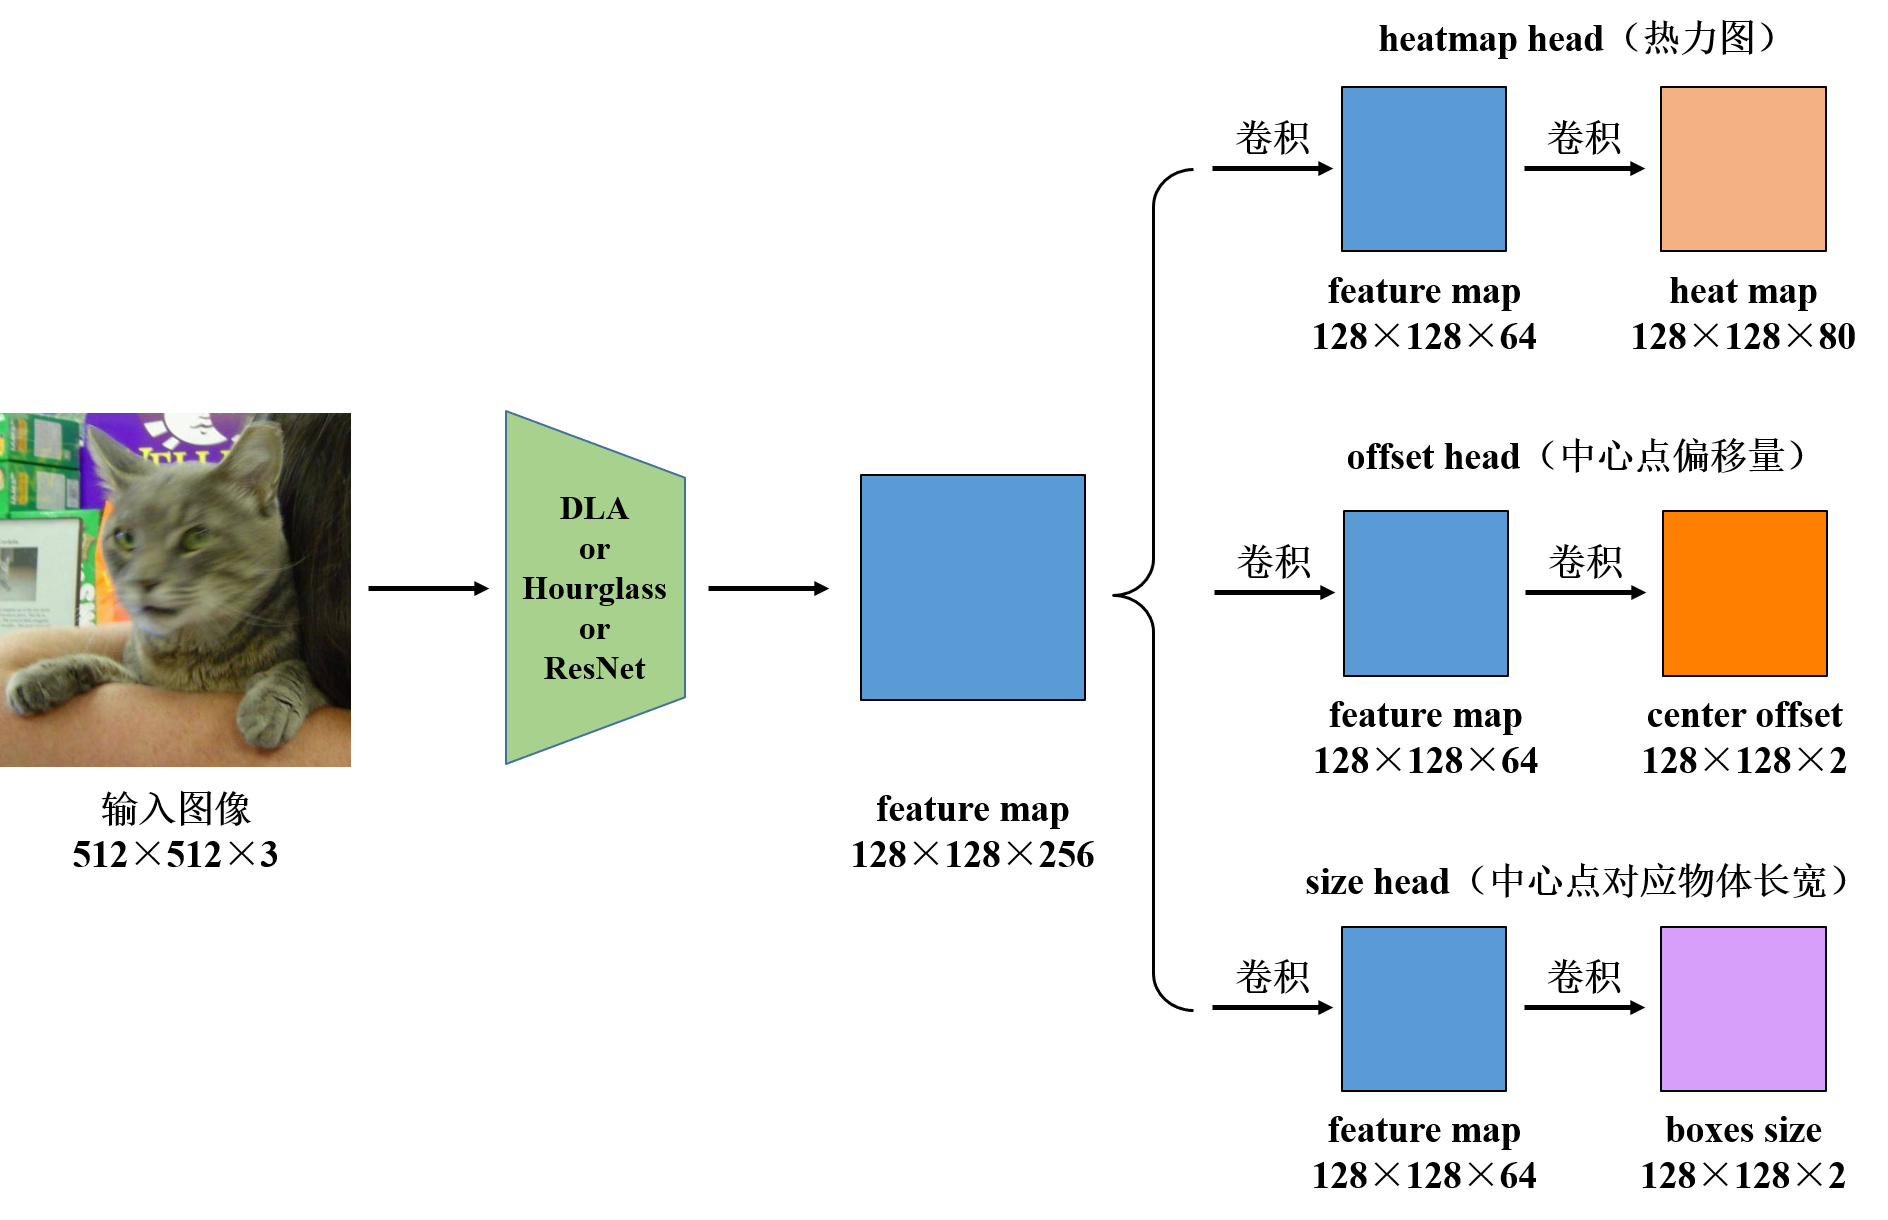 输入图像
512×512×3
DLA
or
Hourglass
or
ResNet
feature map
128×128×256
heatmap head（热力图）
卷积
卷积
feature map
128×128×64
heat map
128×128×80
offset head（中心点偏移量）
卷积
卷积
feature map
128×128×64
center offset
128×128×2
size head（中心点对应物体长宽）
卷积
卷积
feature map
128×128×64
boxes size
128×128×2